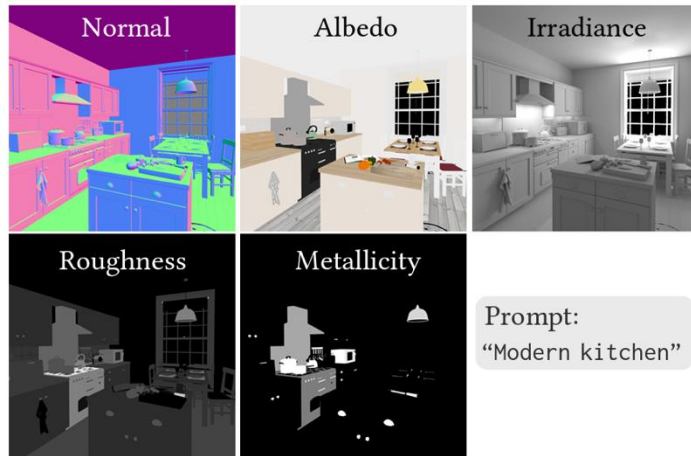 Normal
Albedo
Irradiance
Roughness
Metallicity
Prompt:
“Modern kitchen”